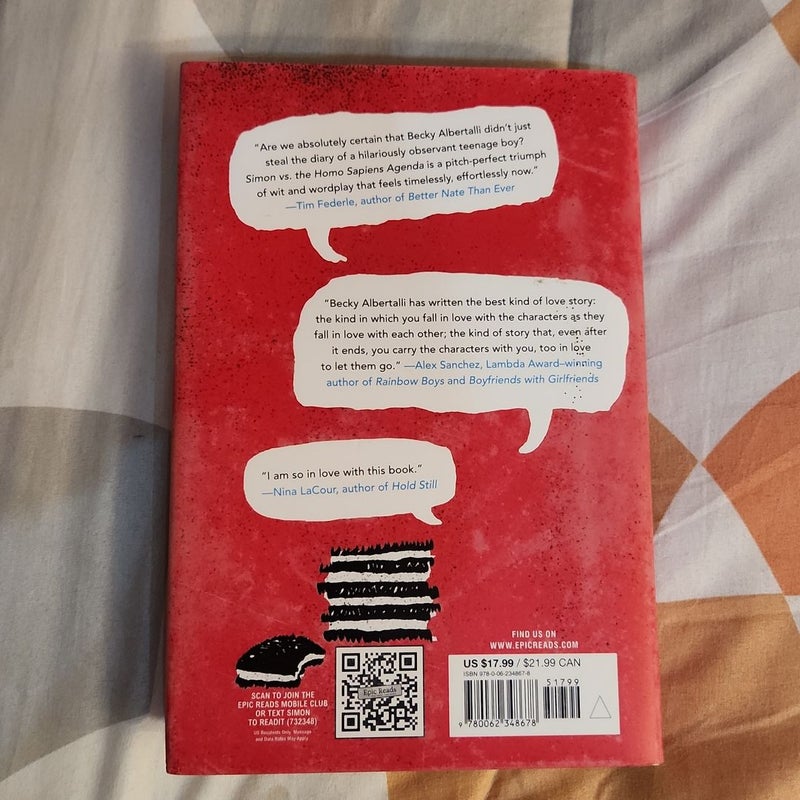 "Are we absolutely certain that Becky Albertalli didn't just
steal the diary of a hilariously observant teenage boy?
Simon vs. the Homo Sapiens Agenda is a pitch-perfect triumph
of wit and wordplay that feels timelessly, effortlessly now."
—Tim Federle, author of Better Nate Than Ever
"Becky Albertalli has written the best kind of love story:
the kind in which you fall in love with the characters as they
fall in love with each other; the kind of story that, even after
it ends, you carry the characters with you, too in love
to let them go." —Alex Sanchez, Lambda Award–winning
author of Rainbow Boys and Boyfriends with Girlfriends
"I am so in love with this book."
—Nina LaCour, author of Hold Still
SCAN TO JOIN THE
EPIC READS MOBILE CLUB
OR TEXT SIMON
TO READIT (732348)
US Residents Only. Message
and Data Rates May Apply.
Epic Reads
FIND US ON
WWW.EPICREADS.COM
US $17.99 / $21.99 CAN
ISBN 978-0-06-234867-8
51799
9 780062 348678